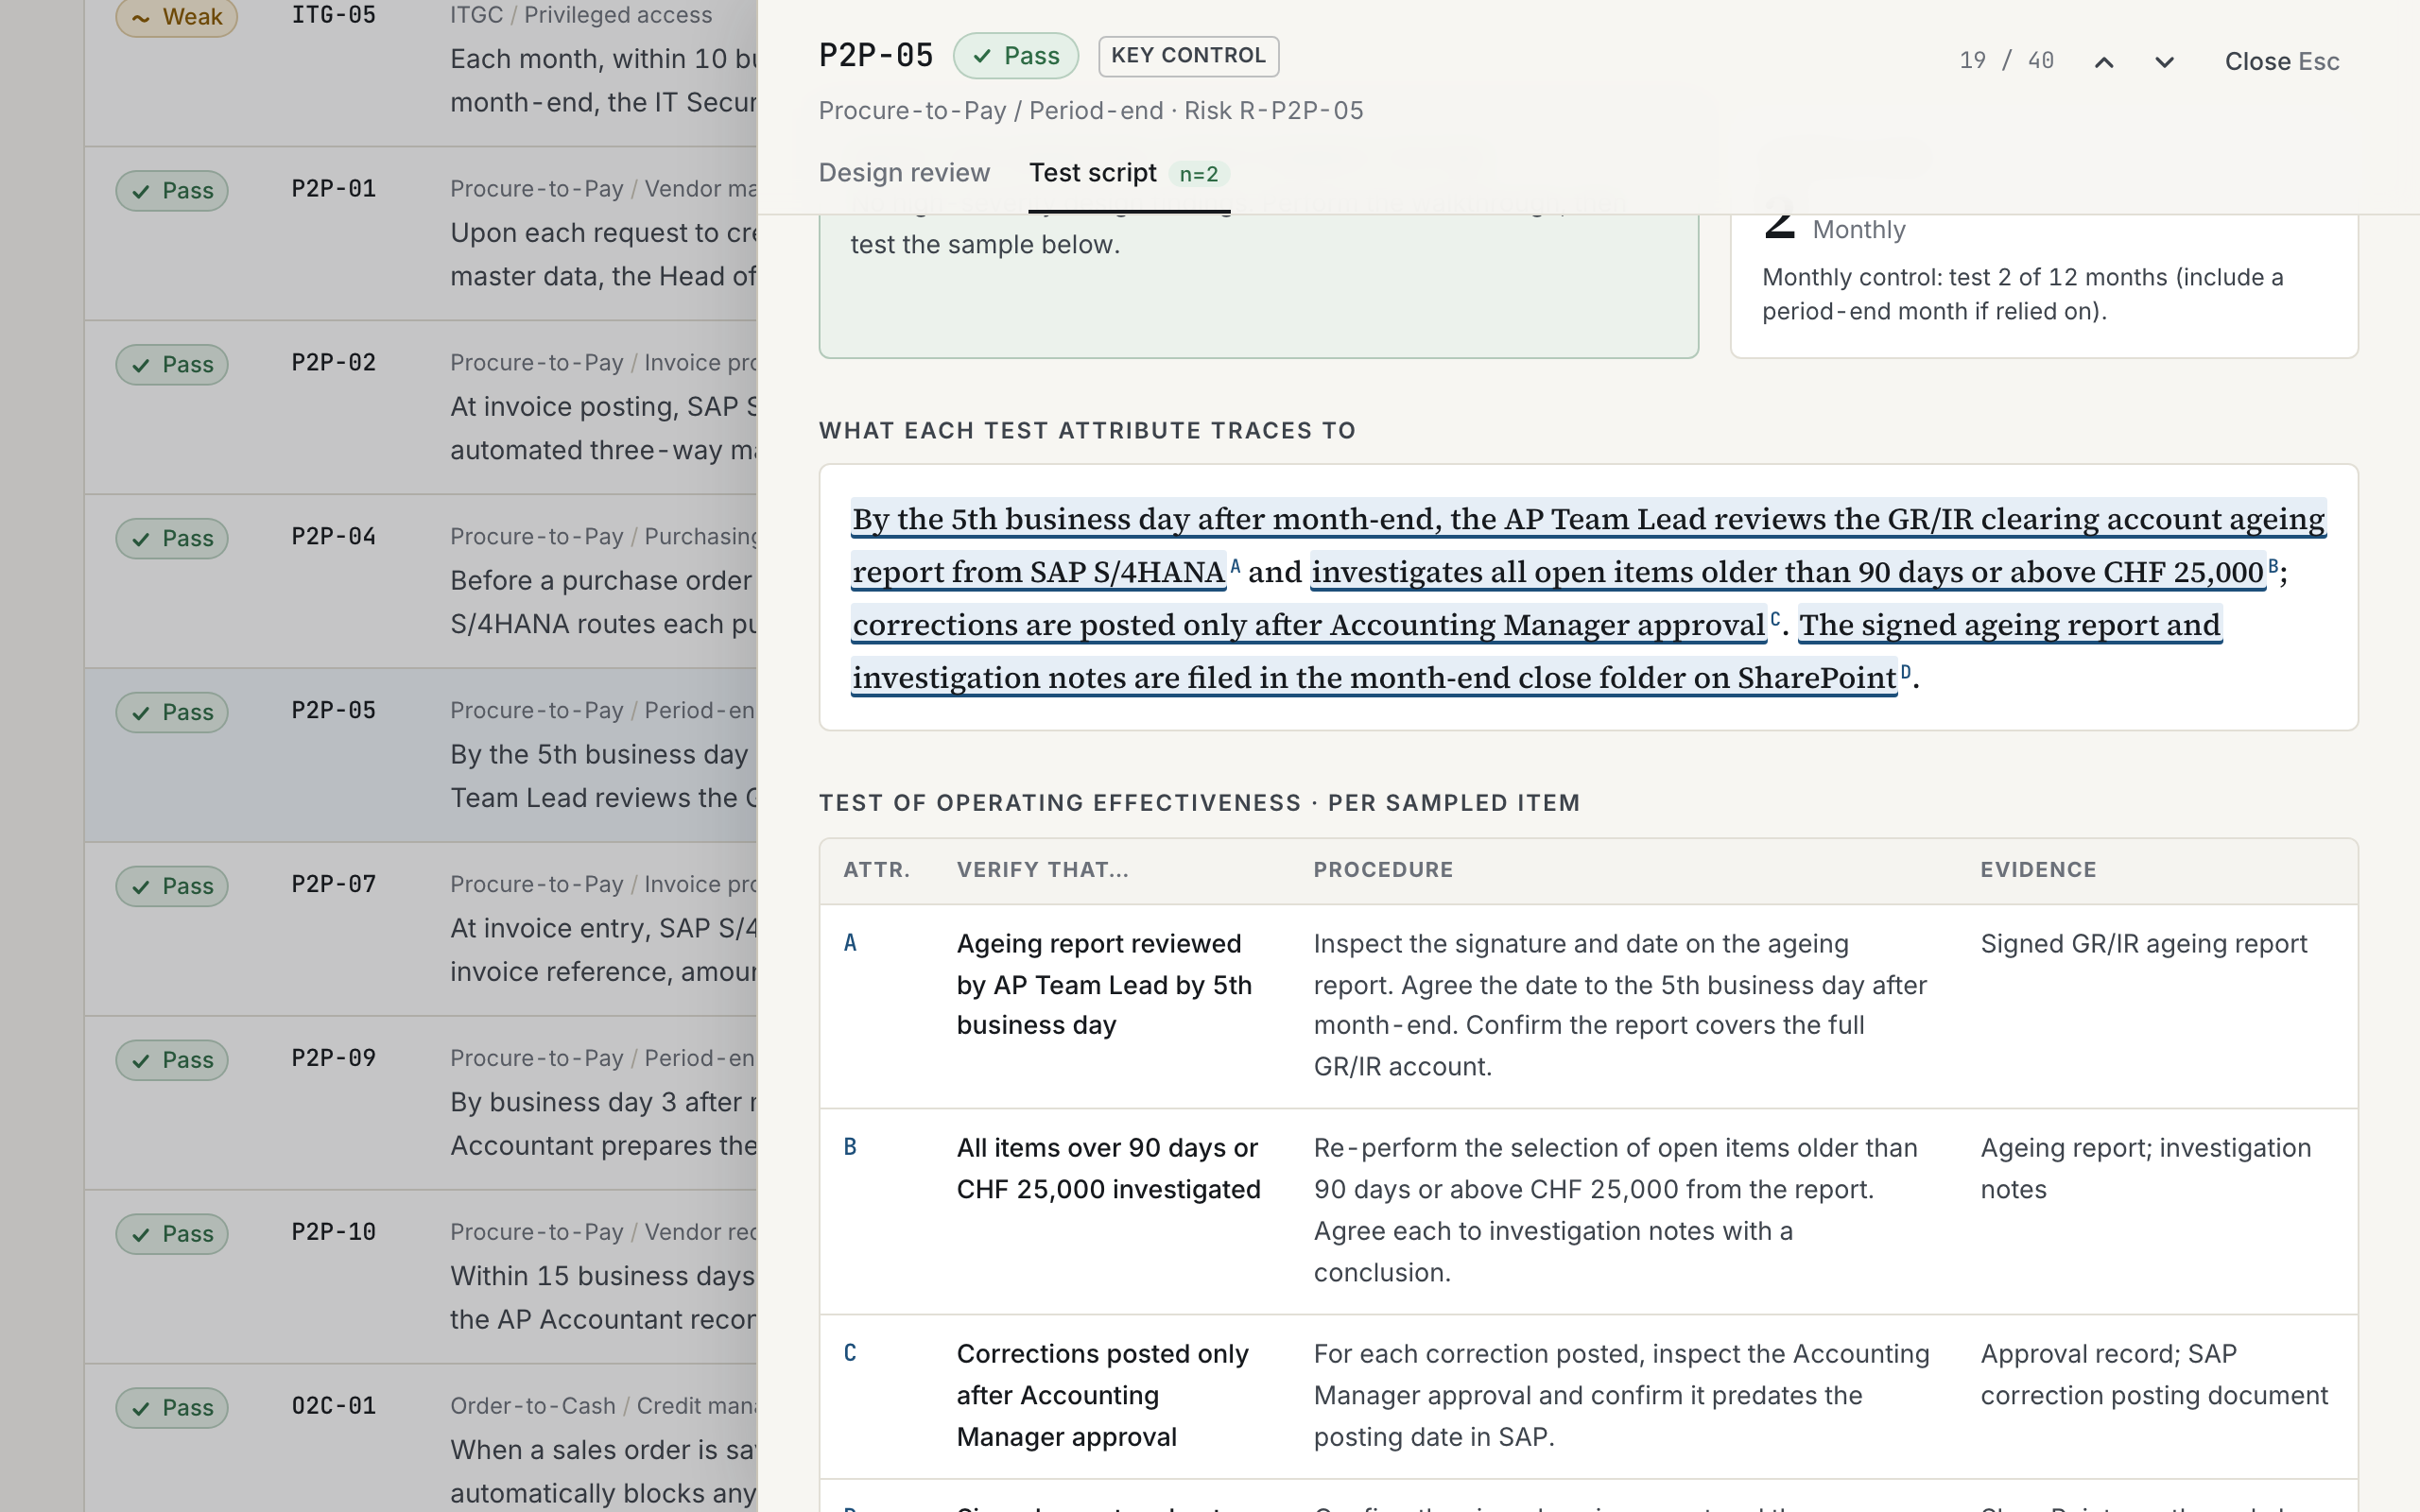 Weak
ITG-05
ITGC / Privileged access
Each month, within 10
month-end, the IT
Pass
P2P-01
Procure-to-Pay / Vendor
Upon each request to
master data, the Head of
Pass
P2P-02
Procure-to-Pay / Invoice
At invoice posting, SAP
automated three-way
Pass
P2P-04
Procure-to-Pay /
Before a purchase order
S/4HANA routes each
Pass
P2P-05
Procure-to-Pay /
By the 5th business day
Team Lead reviews the
Pass
P2P-07
Procure-to-Pay / Invoice
At invoice entry, SAP
invoice reference,
Pass
P2P-09
Procure-to-Pay /
By business day 3 after
Accountant prepares the
Pass
P2P-10
Procure-to-Pay / Vendor
Within 15 business days
the AP Accountant
Pass
O2C-01
Order-to-Cash / Credit
When a sales order is
automatically blocks any
P2P-05
Pass
KEY CONTROL
19 / 40
Close Esc
Procure-to-Pay / Period-end · Risk R-P2P-05
Design review
Test script n=2
test the sample below.
2 Monthly
Monthly control: test 2 of 12 months (include a
period-end month if relied on).
WHAT EACH TEST ATTRIBUTE TRACES TO
By the 5th business day after month-end, the AP Team Lead reviews the GR/IR clearing account ageing
report from SAP S/4HANA A and investigates all open items older than 90 days or above CHF 25,000 B;
corrections are posted only after Accounting Manager approval C. The signed ageing report and
investigation notes are filed in the month-end close folder on SharePoint D.
TEST OF OPERATING EFFECTIVENESS · PER SAMPLED ITEM
ATTR.
VERIFY THAT…
PROCEDURE
EVIDENCE
A
Ageing report reviewed
by AP Team Lead by 5th
business day
Inspect the signature and date on the ageing
report. Agree the date to the 5th business day after
month-end. Confirm the report covers the full
GR/IR account.
Signed GR/IR ageing report
B
All items over 90 days or
CHF 25,000 investigated
Re-perform the selection of open items older than
90 days or above CHF 25,000 from the report.
Agree each to investigation notes with a
conclusion.
Ageing report; investigation
notes
C
Corrections posted only
after Accounting
Manager approval
For each correction posted, inspect the Accounting
Manager approval and confirm it predates the
posting date in SAP.
Approval record; SAP
correction posting document